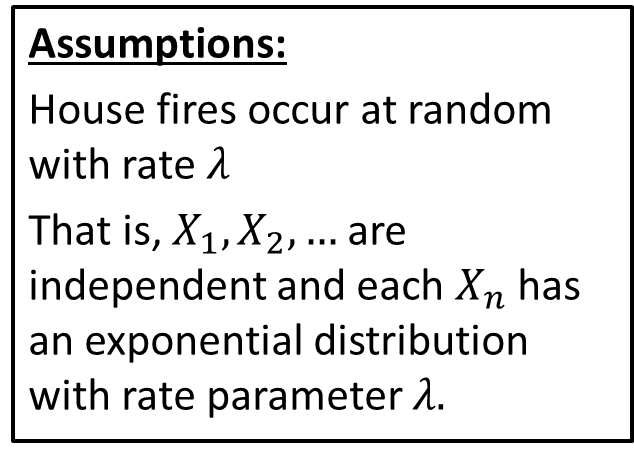 Assumptions:
House fires occur at random
with rate λ
That is, X₁, X₂, … are
independent and each Xₙ has
an exponential distribution
with rate parameter λ.